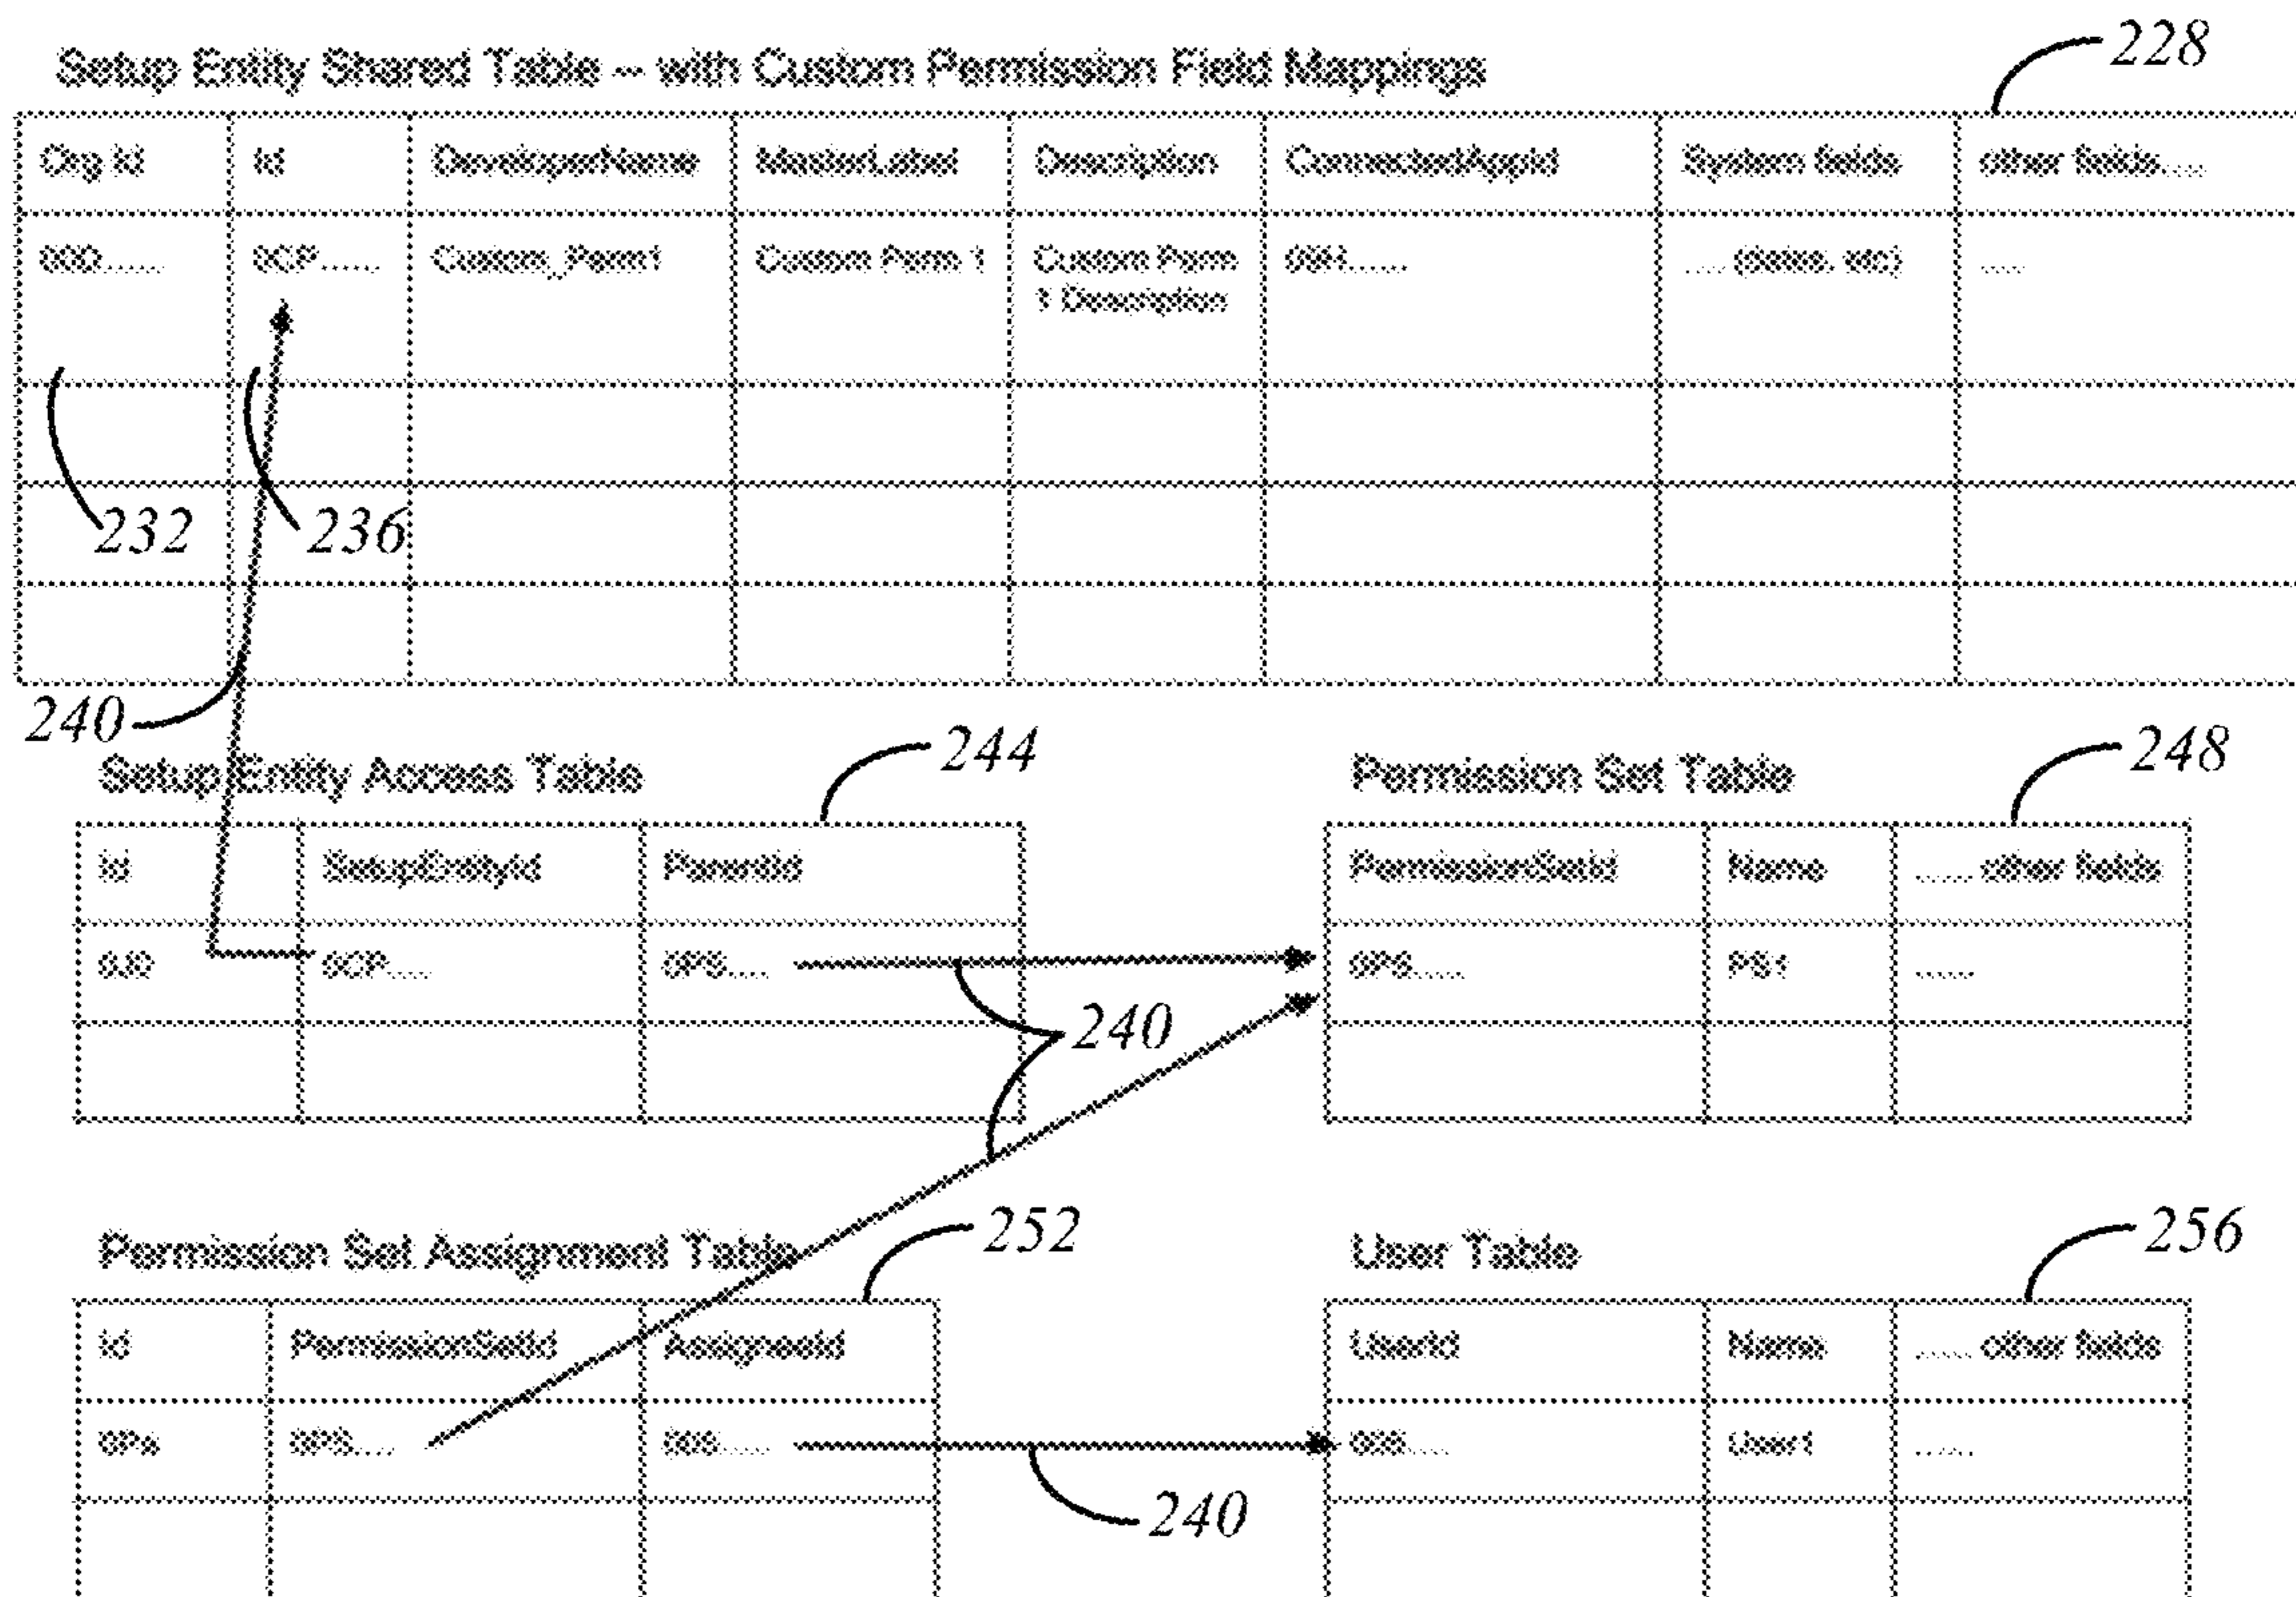 228
Setup Entity Shared Table -- with Custom Permission Field Mappings
Org Id Id DeveloperName MasterLabel Description ConnectedAppId System fields other fields.....
00D....... 0CP...... Custom_Perm1 Custom Perm 1 Custom Perm ..... (dates, etc) .....
1 Description
232 236
240
244 248
Setup Entity Access Table Permission Set Table
Id SetupEntityId ParentId PermissionSetId Name ...... other fields
0CP..... 0PS..... 0PS...... PS1 ......
240
252 256
Permission Set Assignment Table User Table
Id PermissionSetId AssigneeId UserId Name ...... other fields
0Pa 0PS..... User1 ......
240